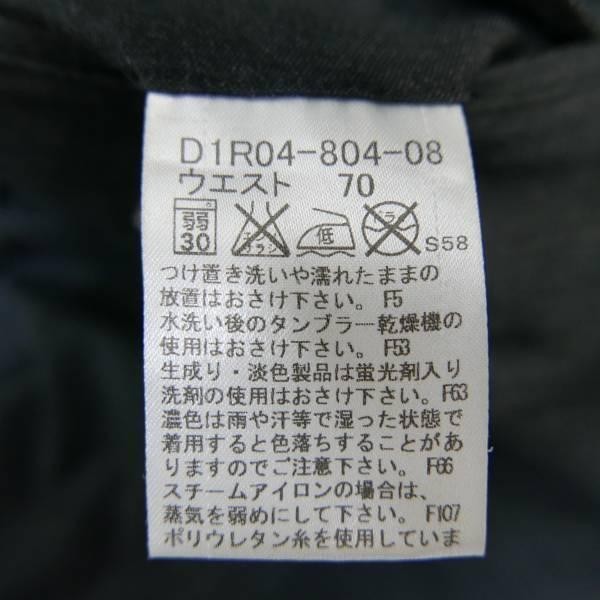 D1R04-804-08
ウエスト 70
弱 30 エンソサラシ 低 ドライ S58
つけ置き洗いや濡れたままの
放置はおさけ下さい。 F5
水洗い後のタンブラー乾燥機の
使用はおさけ下さい。 F53
生成り・淡色製品は蛍光剤入り
洗剤の使用はおさけ下さい。 F63
濃色は雨や汗等で湿った状態で
着用すると色落ちすることがあ
りますのでご注意下さい。 F66
スチームアイロンの場合は、
蒸気を弱めにして下さい。 F107
ポリウレタン糸を使用していま